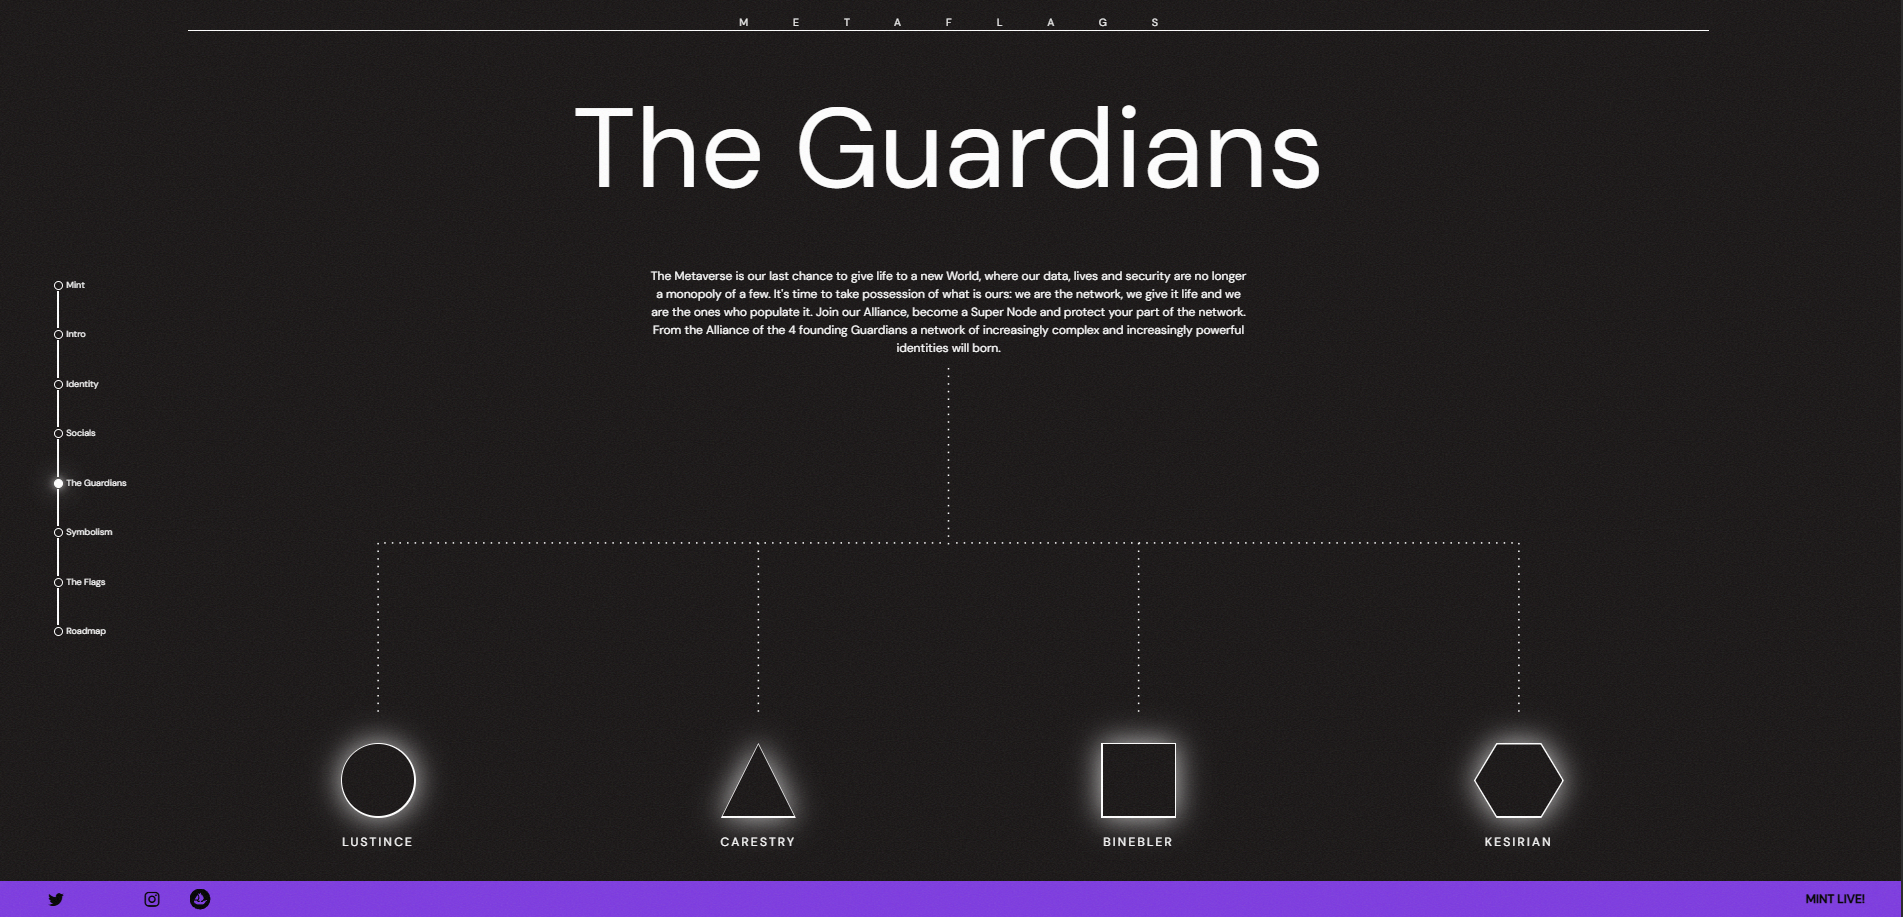 METAFLAGS
The Guardians
The Metaverse is our last chance to give life to a new World, where our data, lives and security are no longer
a monopoly of a few. It's time to take possession of what is ours: we are the network, we give it life and we
are the ones who populate it. Join our Alliance, become a Super Node and protect your part of the network.
From the Alliance of the 4 founding Guardians a network of increasingly complex and increasingly powerful
identities will born.
Mint
Intro
Identity
Socials
The Guardians
Symbolism
The Flags
Roadmap
LUSTINCE
CARESTRY
BINEBLER
KESIRIAN
MINT LIVE!